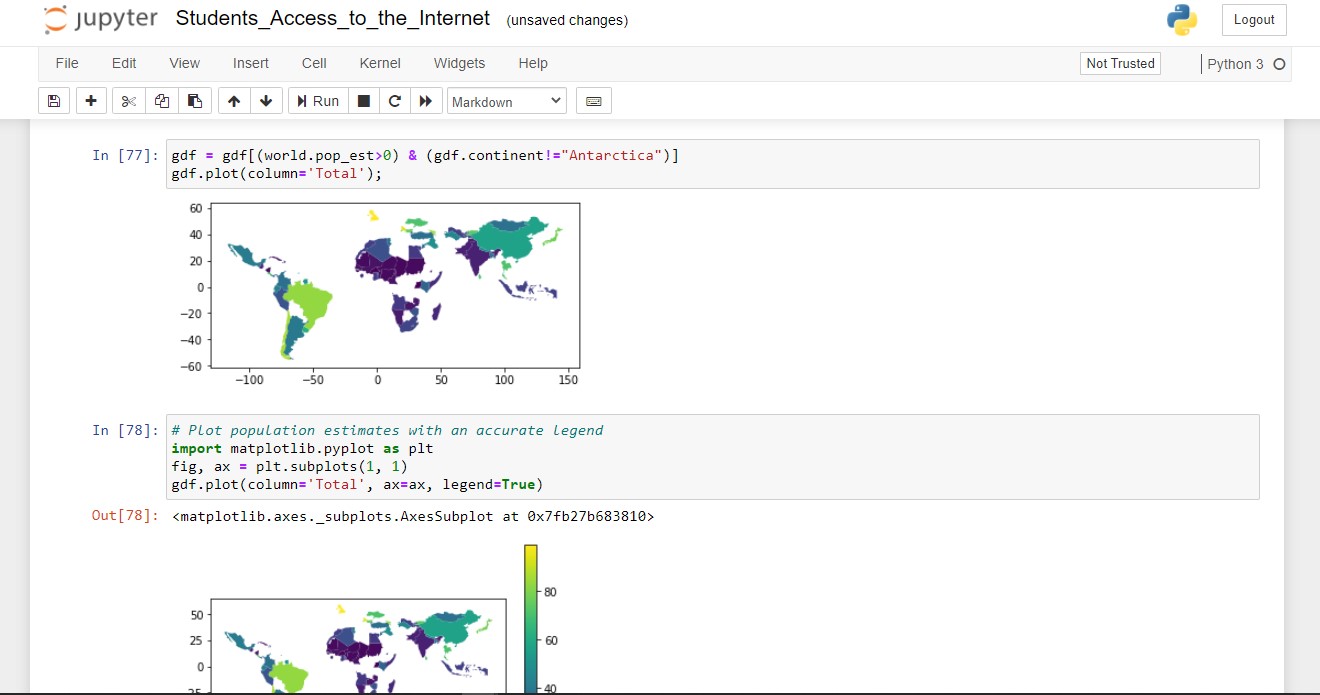 jupyter Students_Access_to_the_Internet (unsaved changes) Logout
File Edit View Insert Cell Kernel Widgets Help Not Trusted Python 3
Run Markdown
In [77]: gdf = gdf[(world.pop_est>0) & (gdf.continent!="Antarctica")]
gdf.plot(column='Total');
60
40
20
0
−20
−40
−60
−100 −50 0 50 100 150
In [78]: # Plot population estimates with an accurate legend
import matplotlib.pyplot as plt
fig, ax = plt.subplots(1, 1)
gdf.plot(column='Total', ax=ax, legend=True)
Out[78]: <matplotlib.axes._subplots.AxesSubplot at 0x7fb27b683810>
80
50
25 60
0
−25 40